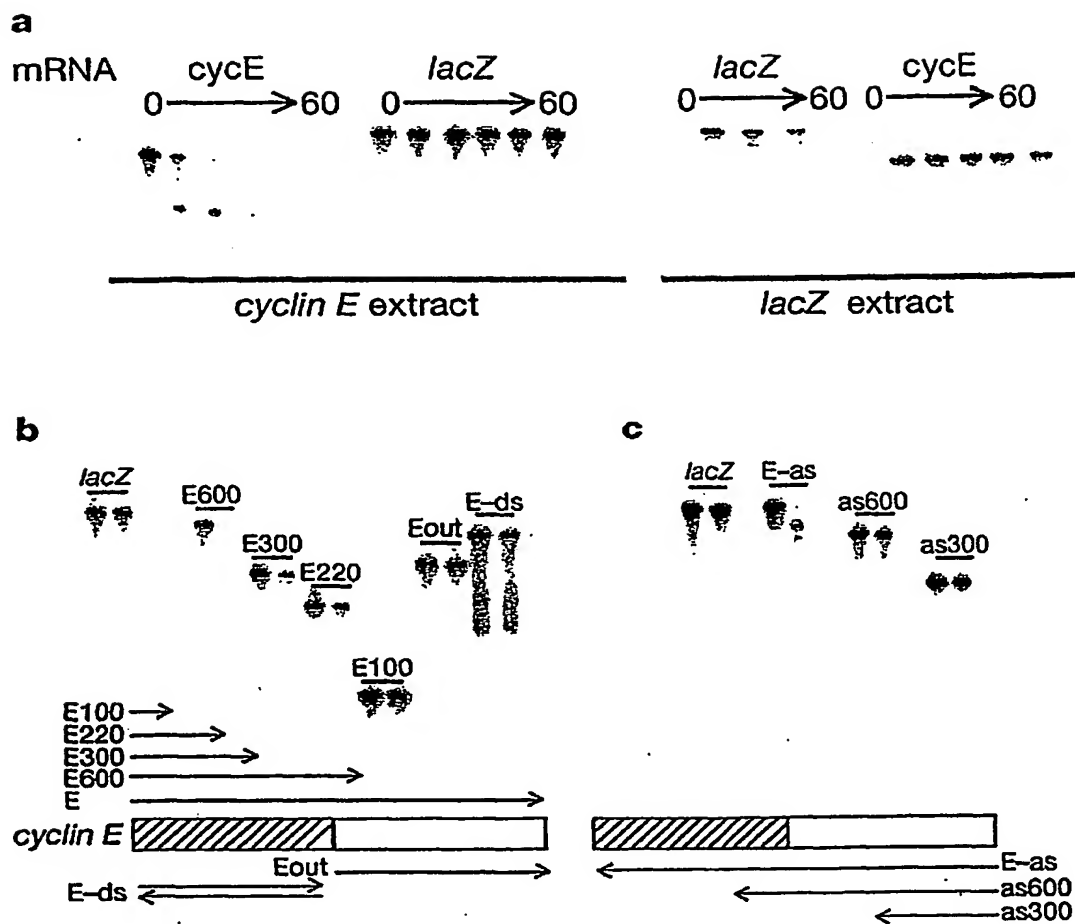 a
mRNA cycE lacZ lacZ cycE
0 60 0 60 0 60 0 60
cyclin E extract lacZ extract
b c
lacZ E600 E300 E220 E100 Eout E-ds
lacZ E-as as600 as300
E100
E220
E300
E600
E
cyclin E
Eout E-as
E-ds as600
as300